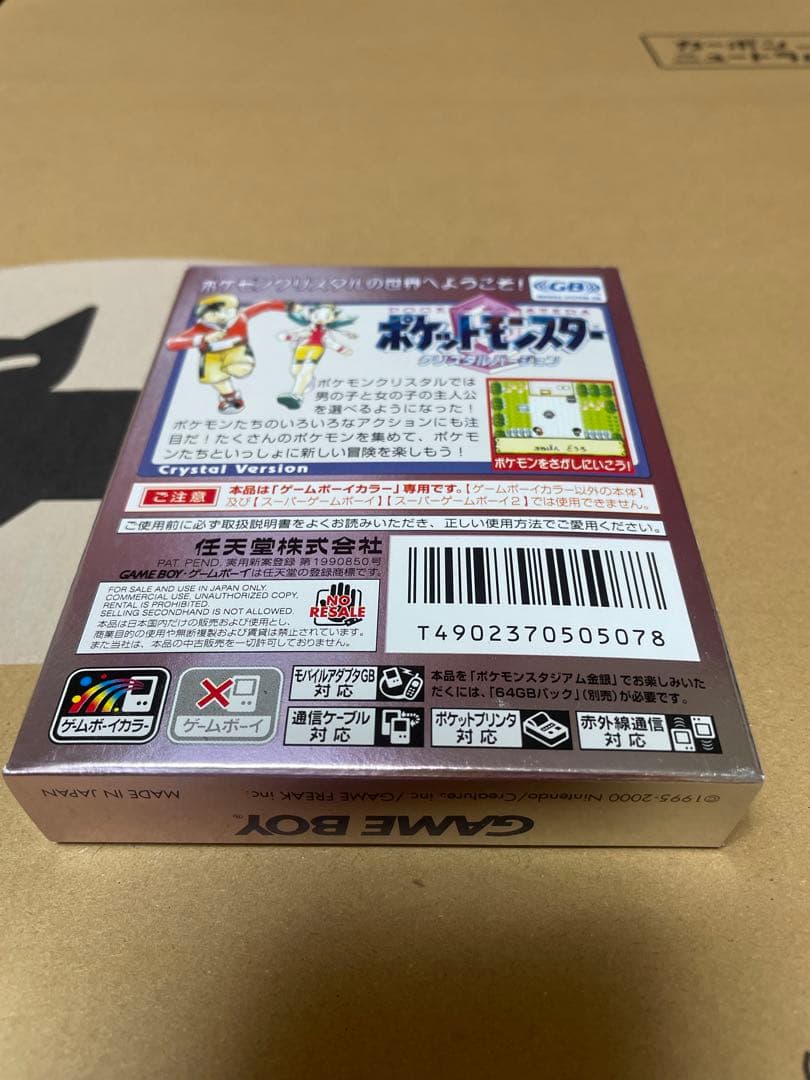 カーボン
ニュートラル
ポケモンクリスタルの世界へようこそ!
GB
ポケットモンスター
クリスタルバージョン
ポケモンクリスタルでは
男の子と女の子の主人公
を選べるようになった!
ポケモンたちのいろいろなアクションにも注
目だ!たくさんのポケモンを集めて、ポケモ
ンたちといっしょに新しい冒険を楽しもう!
ポケモンをさがしにいこう!
Crystal Version
ご注意
本品は「ゲームボーイカラー」専用です。【ゲームボーイカラー以外の本体】
及び【スーパーゲームボーイ】【スーパーゲームボーイ2】では使用できません。
ご使用前に必ず取扱説明書をよくお読みいただき、正しい使用方法でご愛用ください。
任天堂株式会社
PAT. PEND. 実用新案登録 第1990850号
GAME BOY・ゲームボーイは任天堂の登録商標です。
FOR SALE AND USE IN JAPAN ONLY.
COMMERCIAL USE, UNAUTHORIZED COPY,
RENTAL IS PROHIBITED.
SELLING SECONDHAND IS NOT ALLOWED.
本品は日本国内だけの販売および使用とし、
商業目的の使用や無断複製および賃貸は禁止されています。
また当社は、本品の中古販売を一切許可しておりません。
NO
RESALE
T4902370505078
ゲームボーイカラー
ゲームボーイ
モバイルアダプタGB
対応
本品を「ポケモンスタジアム金銀」でお楽しみいた
だくには、「64GBパック」(別売)が必要です。
通信ケーブル
対応
ポケットプリンタ
対応
赤外線通信
対応
©1995-2000 Nintendo/Creatures inc./GAME FREAK inc.
MADE IN JAPAN
GAME BOY®